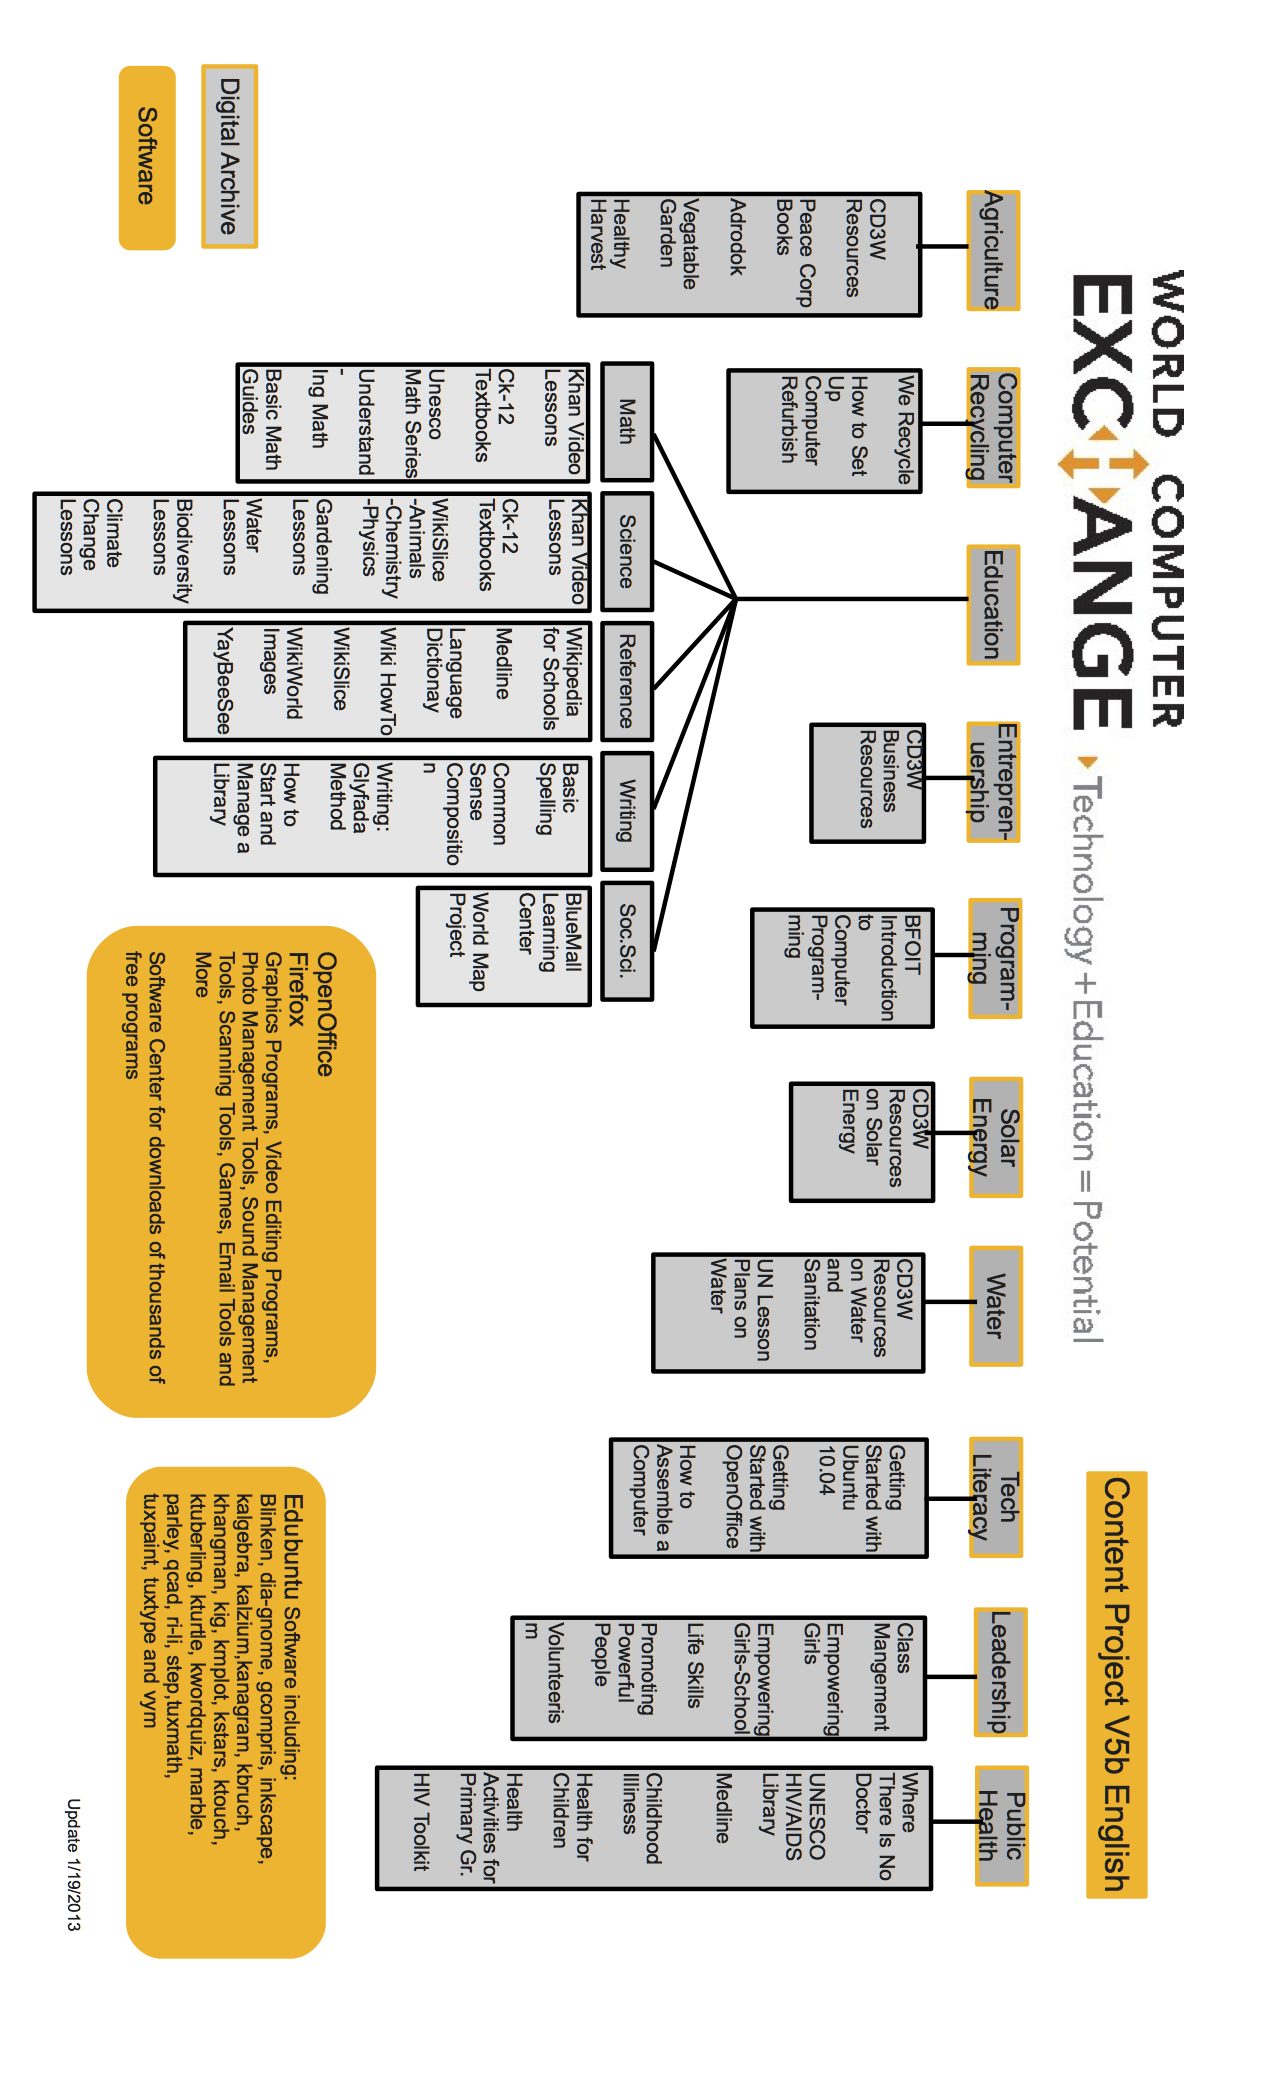 WORLD COMPUTER
EXCHANGE
Technology + Education = Potential
Content Project V5b English
Agriculture
CD3W
Resources
Peace Corp
Books
Adrodok
Vegatable
Garden
Healthy
Harvest
Computer
Recycling
We Recycle
How to Set
Up
Computer
Refurbish
Education
Math
Khan Video
Lessons
Ck-12
Textbooks
Unesco
Math Series
Understand
-
Ing Math
Basic Math
Guides
Science
Khan Video
Lessons
Ck-12
Textbooks
WikiSlice
-Animals
-Chemistry
-Physics
Gardening
Lessons
Water
Lessons
Biodiversity
Lessons
Climate
Change
Lessons
Reference
Wikipedia
for Schools
Medline
Language
Dictionay
Wiki HowTo
WikiSlice
WikiWorld
Images
YayBeeSee
Writing
Basic
Spelling
Common
Sense
Compositio
n
Writing:
Glyfada
Method
How to
Start and
Manage a
Library
Soc.Sci.
BlueMall
Learning
Center
World Map
Project
Entrepren-
uership
CD3W
Business
Resources
Program-
ming
BFOIT
Introduction
to
Computer
Program-
ming
Solar
Energy
CD3W
Resources
on Solar
Energy
Water
CD3W
Resources
on Water
and
Sanitation
UN Lesson
Plans on
Water
Tech
Literacy
Getting
Started with
Ubuntu
10.04
Getting
Started with
OpenOffice
How to
Assemble a
Computer
Leadership
Class
Mangement
Empowering
Girls
Empowering
Girls-School
Life Skills
Promoting
Powerful
People
Volunteeris
m
Public
Health
Where
There Is No
Doctor
UNESCO
HIV/AIDS
Library
Medline
Childhood
Illiness
Health for
Children
Health
Activities for
Primary Gr.
HIV Toolkit
Digital Archive
Software
OpenOffice
Firefox
Graphics Programs, Video Editing Programs,
Photo Management Tools, Sound Management
Tools, Scanning Tools, Games, Email Tools and
More
Software Center for downloads of thousands of
free programs
Edubuntu Software including:
Blinken, dia-gnome, gcompris, inkscape,
kalgebra, kalzium,kanagram, kbruch,
khangman, kig, kmplot, kstars, ktouch,
ktuberling, kturtle, kwordquiz, marble,
parley, qcad, ri-li, step,tuxmath,
tuxpaint, tuxtype and vym
Update 1/19/2013